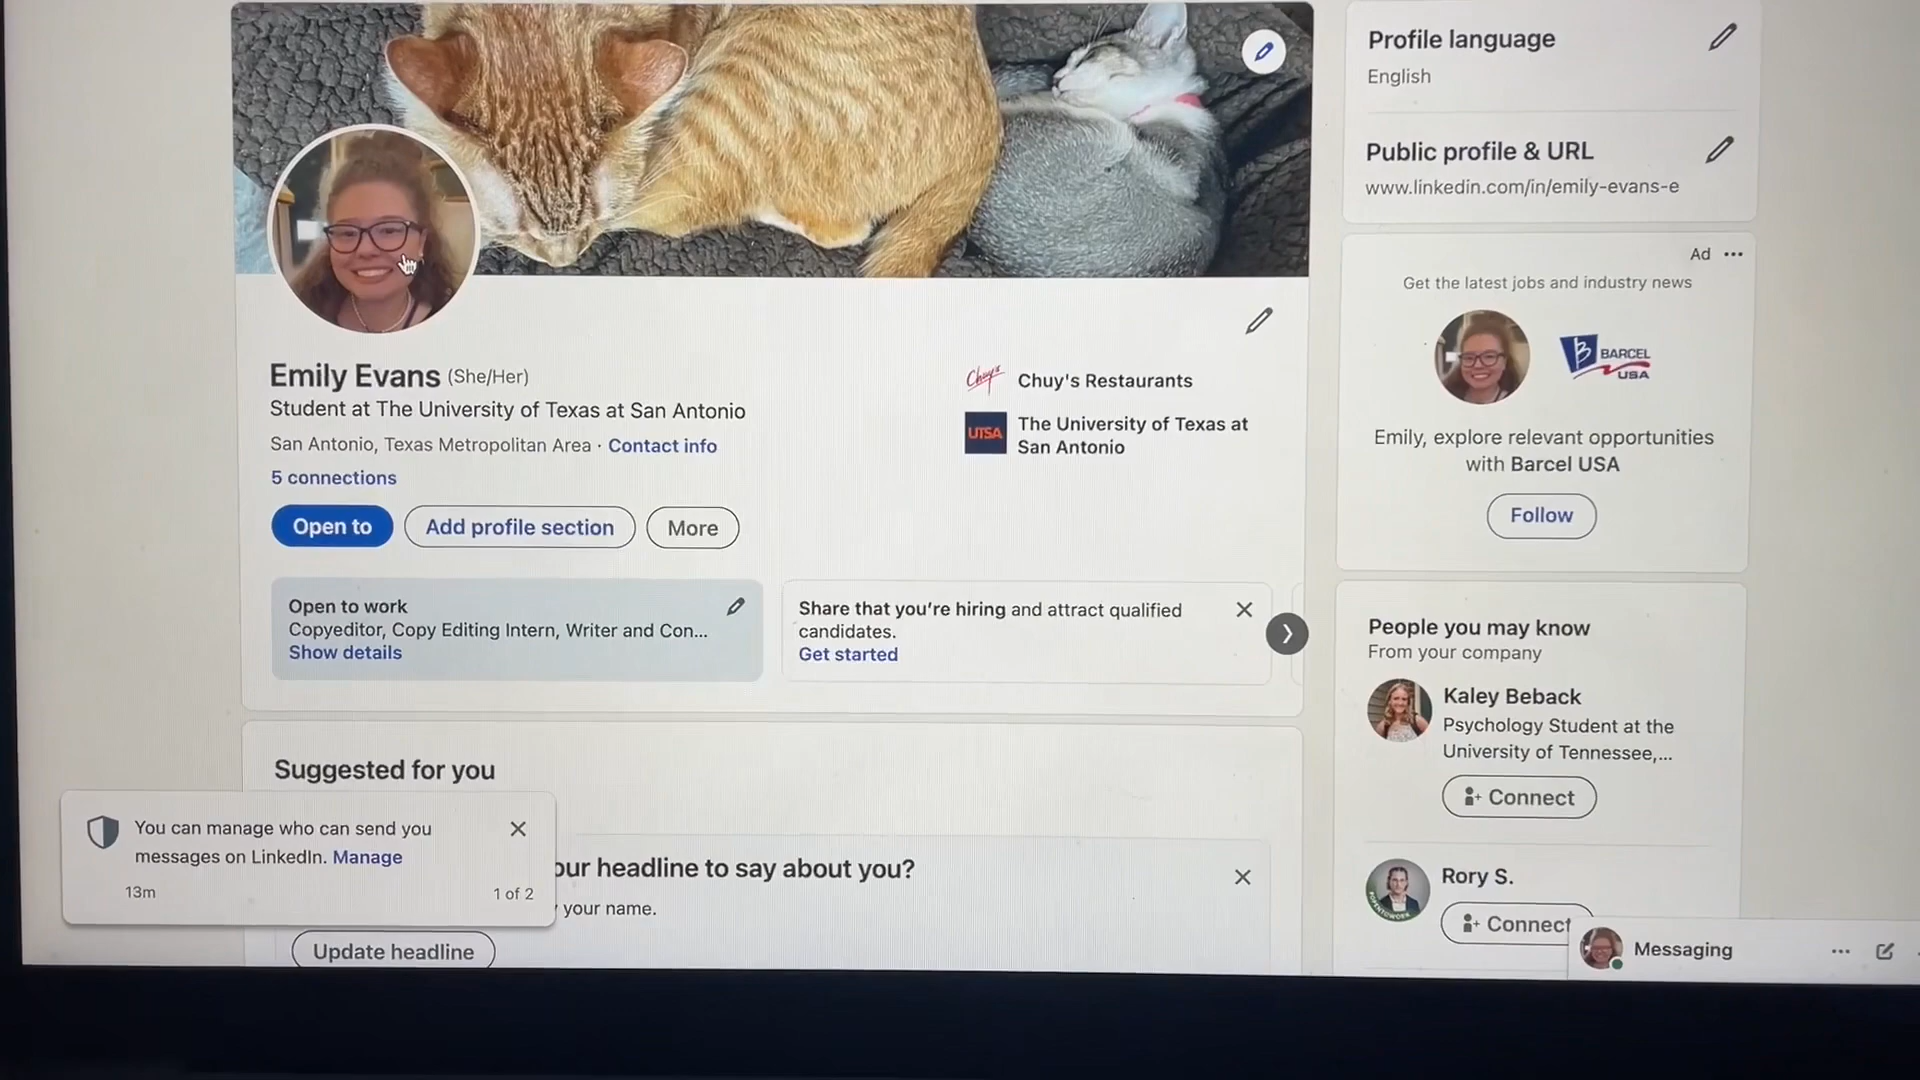 Profile language
English
Public profile & URL
www.linkedin.com/in/emily-evans-e
Ad
Get the latest jobs and industry news
BARCEL
USA
Emily, explore relevant opportunities
with Barcel USA
Follow
Emily Evans (She/Her)
Student at The University of Texas at San Antonio
San Antonio, Texas Metropolitan Area · Contact info
5 connections
Chuy's
Chuy's Restaurants
UTSA
The University of Texas at
San Antonio
Open to
Add profile section
More
Open to work
Copyeditor, Copy Editing Intern, Writer and Con...
Show details
Share that you're hiring and attract qualified
candidates.
Get started
People you may know
From your company
Kaley Beback
Psychology Student at the
University of Tennessee,...
Connect
Rory S.
#OPENTOWORK
Connect
Suggested for you
our headline to say about you?
your name.
Update headline
You can manage who can send you
messages on LinkedIn. Manage
13m
1 of 2
Messaging